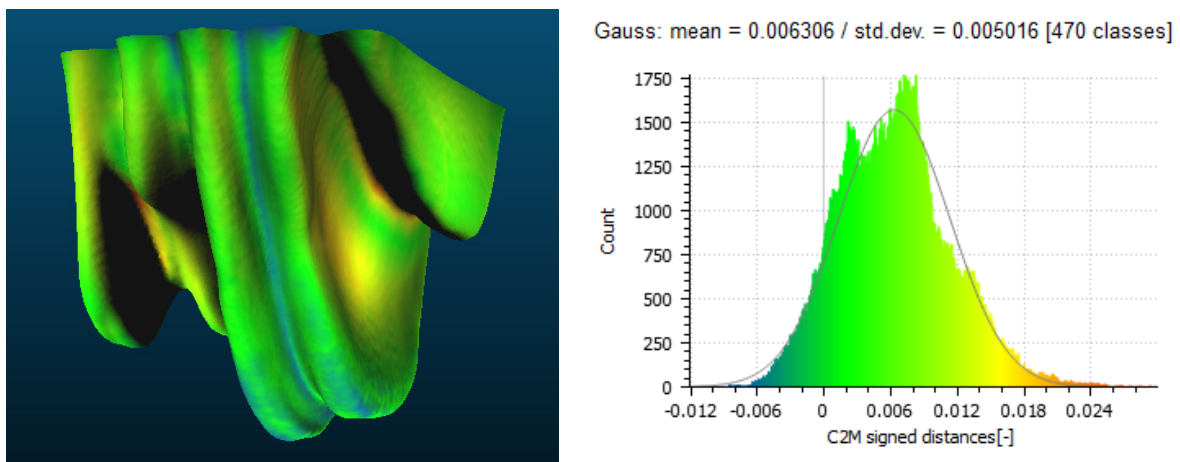 Gauss: mean = 0.006306 / std.dev. = 0.005016 [470 classes]
1750
1500
1250
1000
750
500
250
0
Count
-0.012 -0.006 0 0.006 0.012 0.018 0.024
C2M signed distances[-]